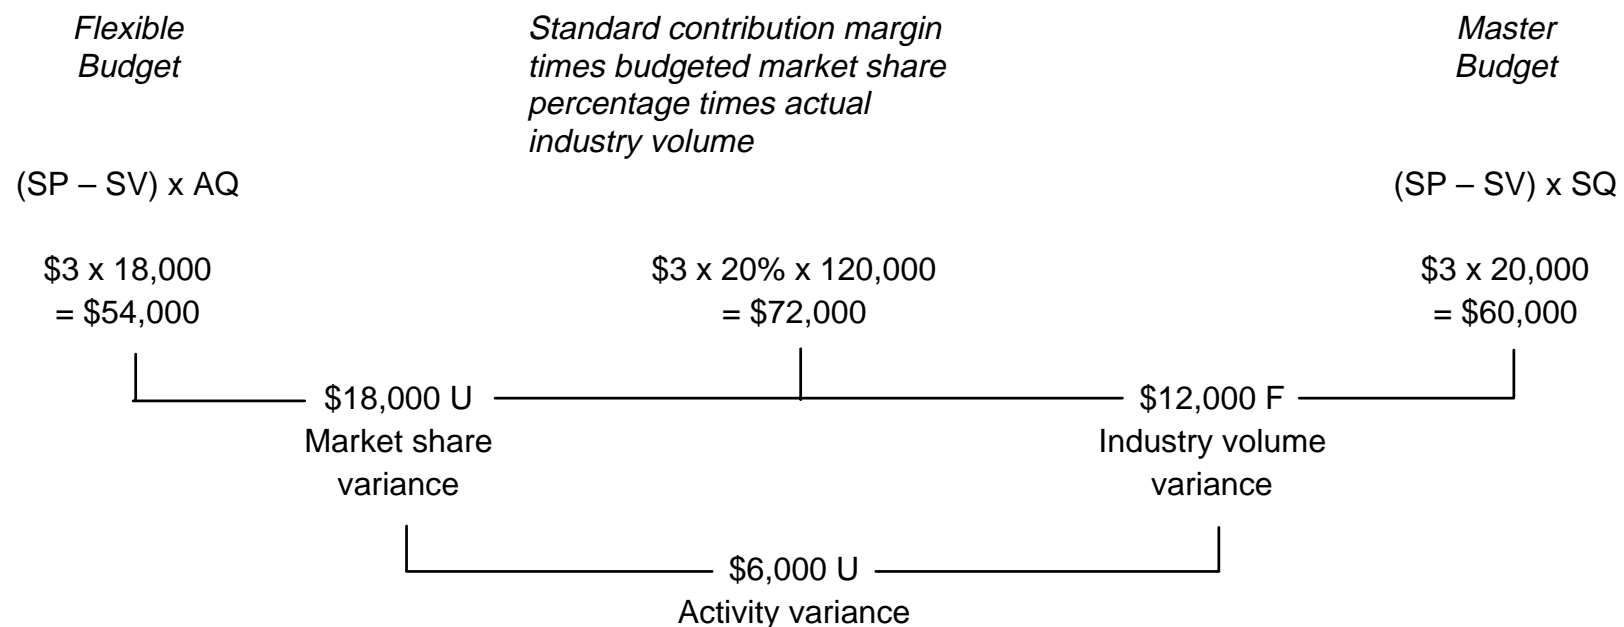 Flexible
Budget
Standard contribution margin
times budgeted market share
percentage times actual
industry volume
Master
Budget
(SP – SV) x AQ
(SP – SV) x SQ
$3 x 18,000
= $54,000
$3 x 20% x 120,000
= $72,000
$3 x 20,000
= $60,000
$18,000 U
Market share
variance
$12,000 F
Industry volume
variance
$6,000 U
Activity variance